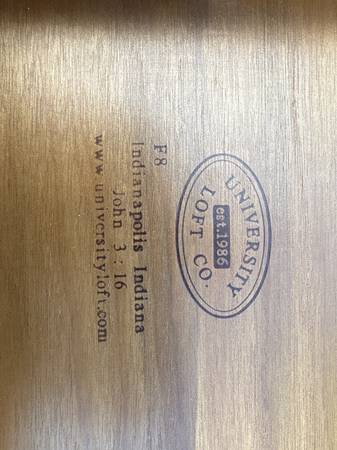 UNIVERSITY
est.1986
LOFT CO.
F8
Indianapolis Indiana
John 3 : 16
www.universityloft.com